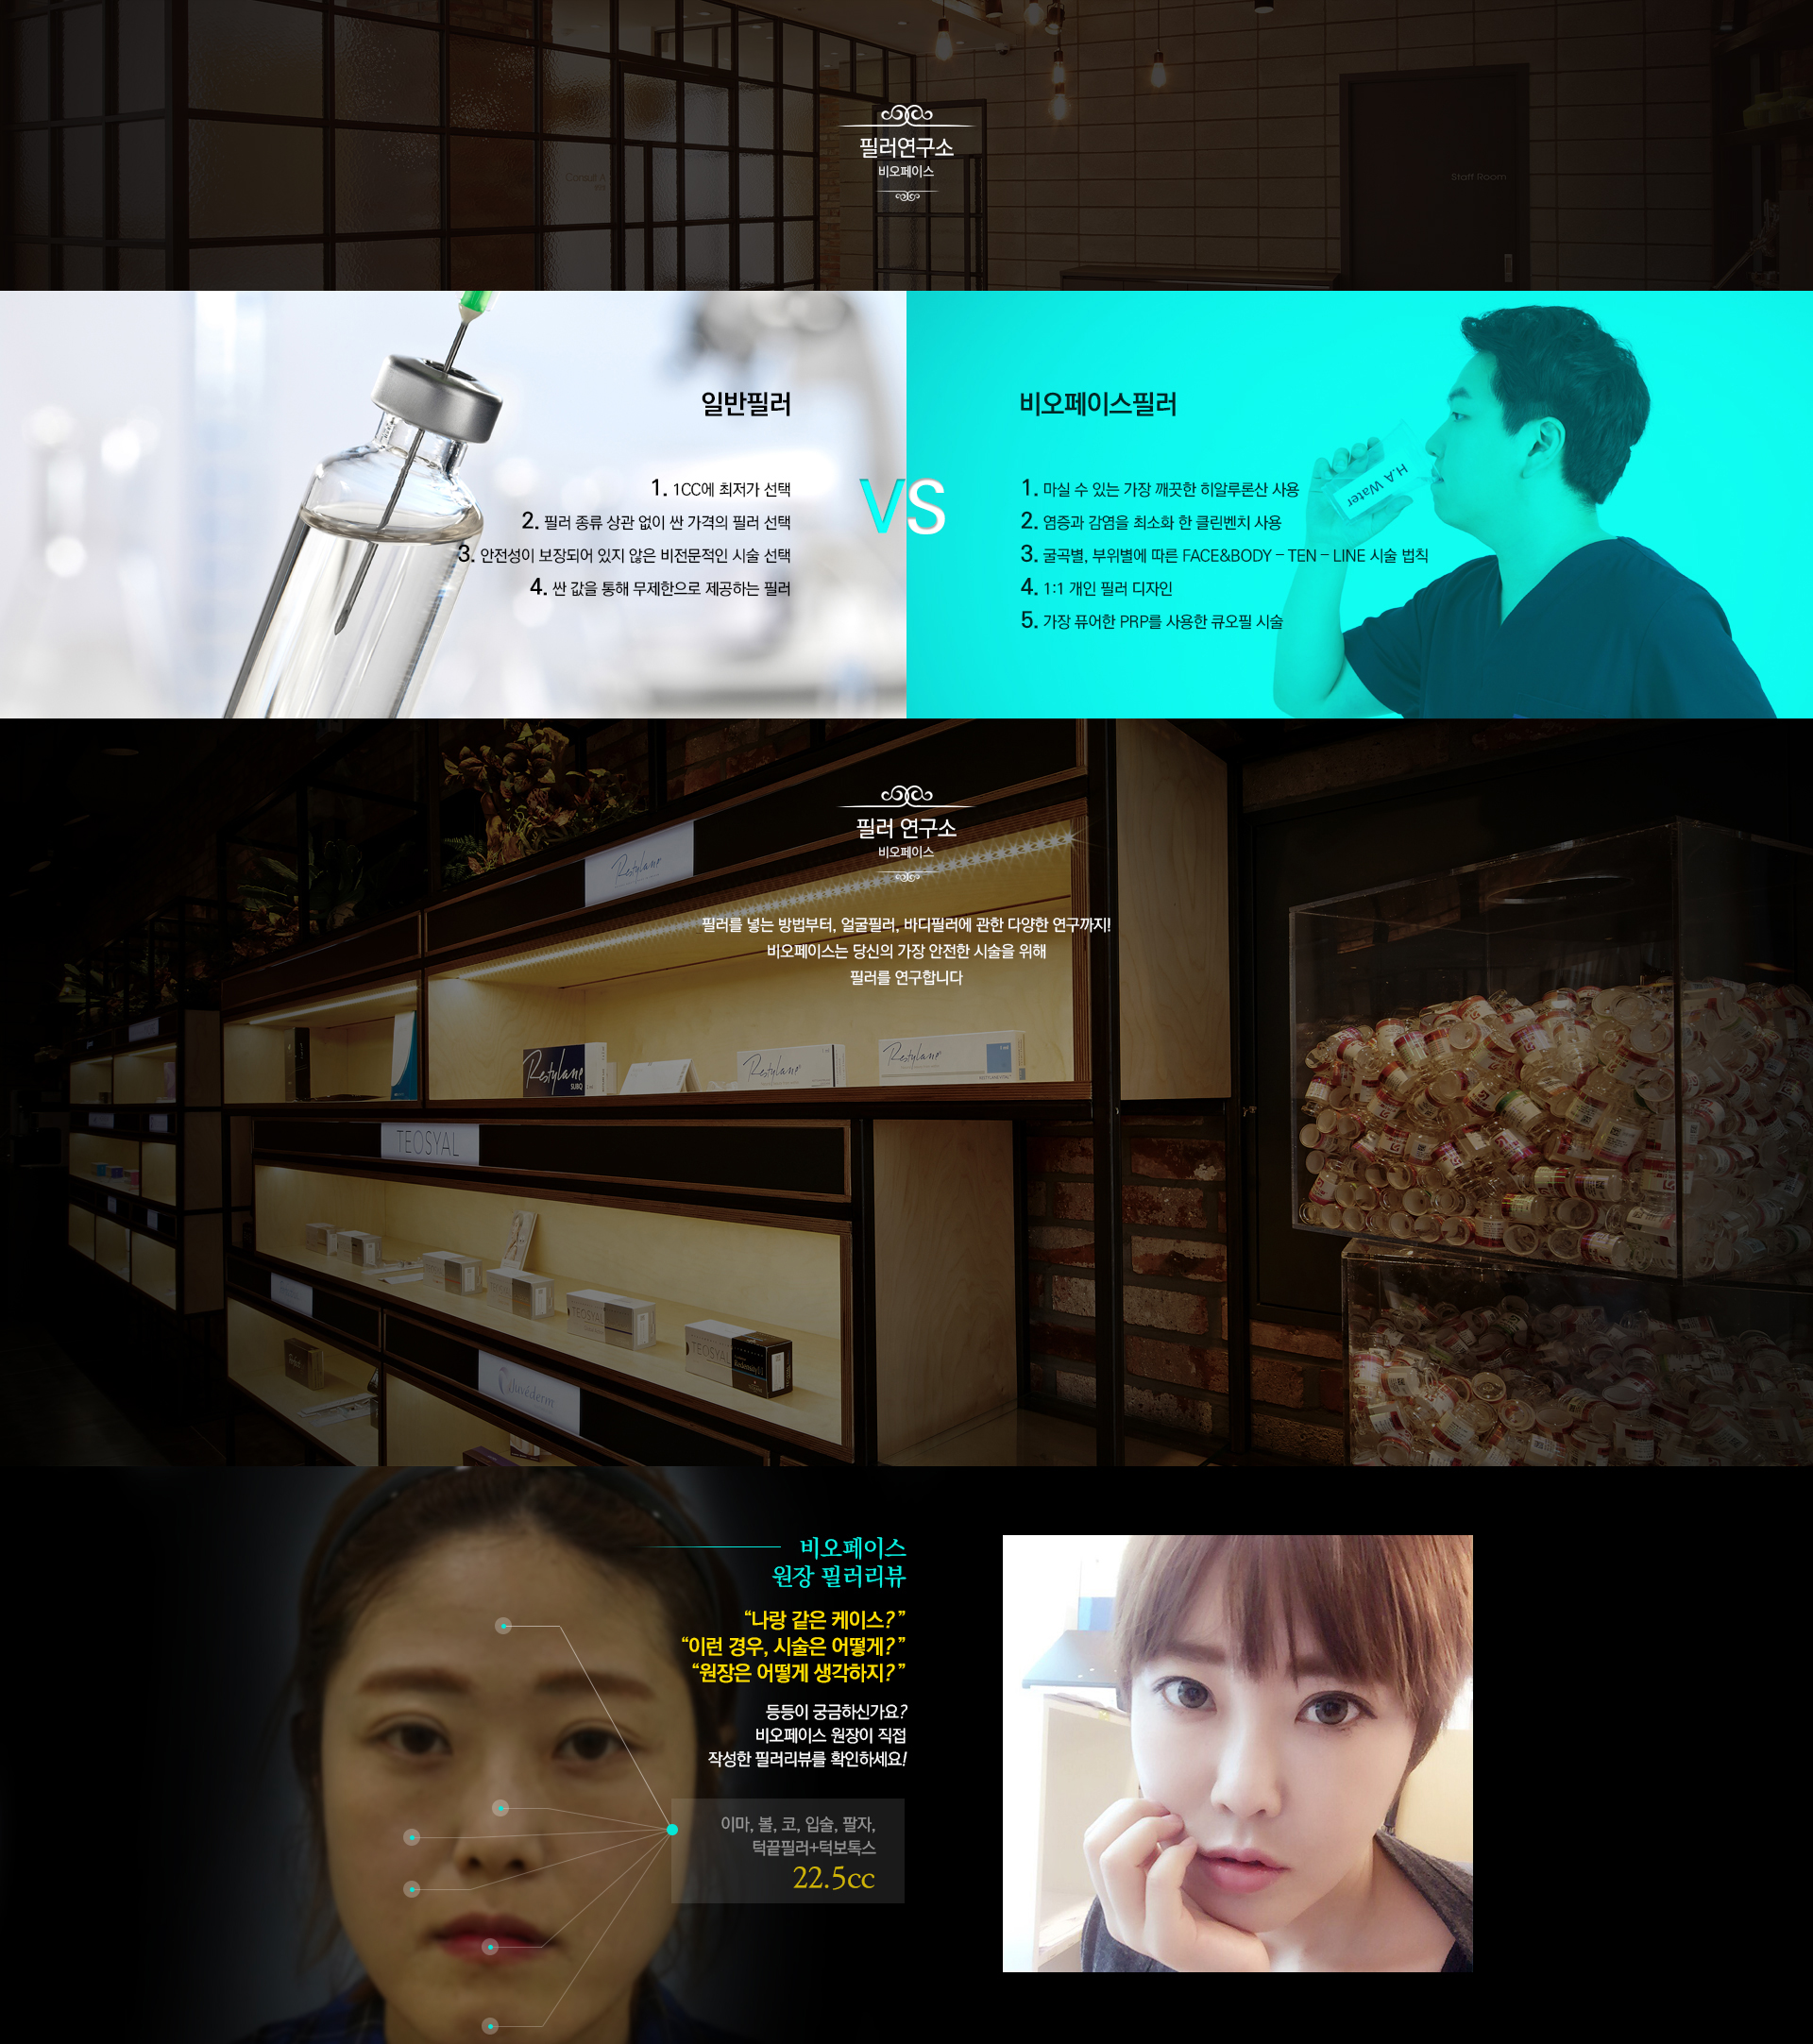 필러연구소
비오페이스
Consult A
Staff Room
일반필러
1. 1CC에 최저가 선택
2. 필러 종류 상관 없이 싼 가격의 필러 선택
3. 안전성이 보장되어 있지 않은 비전문적인 시술 선택
4. 싼 값을 통해 무제한으로 제공하는 필러
VS
비오페이스필러
1. 마실 수 있는 가장 깨끗한 히알루론산 사용
2. 염증과 감염을 최소화 한 클린벤치 사용
3. 굴곡별, 부위별에 따른 FACE&BODY – TEN – LINE 시술 법칙
4. 1:1 개인 필러 디자인
5. 가장 퓨어한 PRP를 사용한 큐오필 시술
H.A Water
필러 연구소
비오페이스
필러를 넣는 방법부터, 얼굴필러, 바디필러에 관한 다양한 연구까지!
비오페이스는 당신의 가장 안전한 시술을 위해
필러를 연구합니다
Restylane
Restylane
SUBQ
Restylane
Restylane
TEOSYAL
TEOSYAL
TEOSYAL
Redensity
Juvéderm
비오페이스
원장 필러리뷰
“나랑 같은 케이스?”
“이런 경우, 시술은 어떻게?”
“원장은 어떻게 생각하지?”
등등이 궁금하신가요?
비오페이스 원장이 직접
작성한 필러리뷰를 확인하세요!
이마, 볼, 코, 입술, 팔자,
턱끝필러+턱보톡스
22.5cc